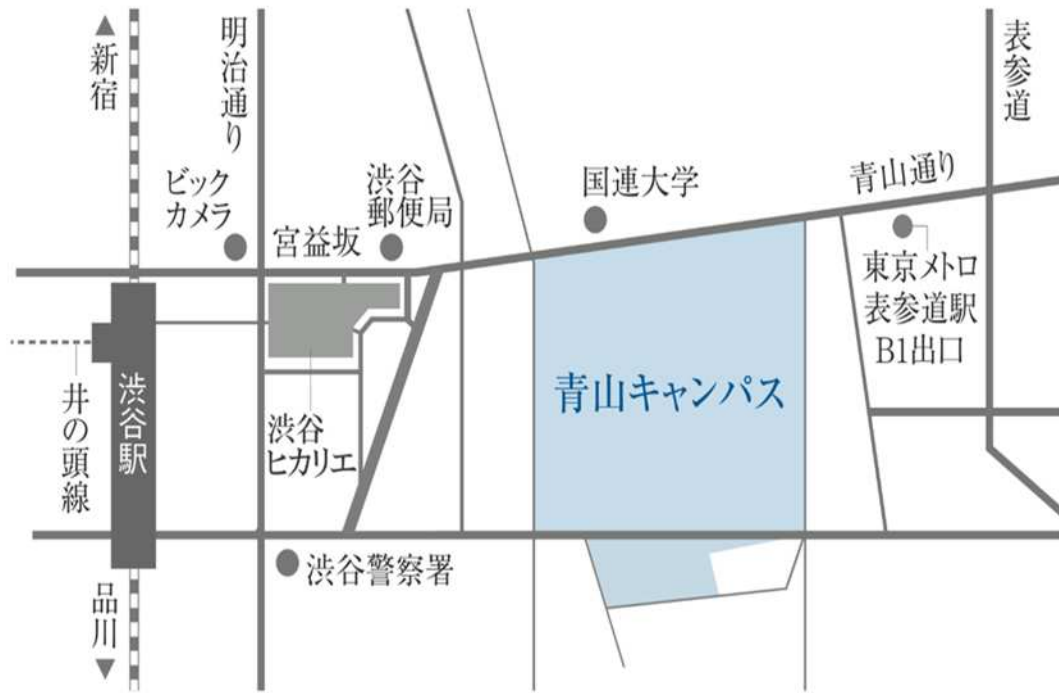 ▲新宿
明治通り
表参道
ビック
カメラ
渋谷
郵便局
宮益坂
国連大学
青山通り
東京メトロ
表参道駅
B1出口
青山キャンパス
渋谷駅
井の頭線
渋谷
ヒカリエ
渋谷警察署
品川▼